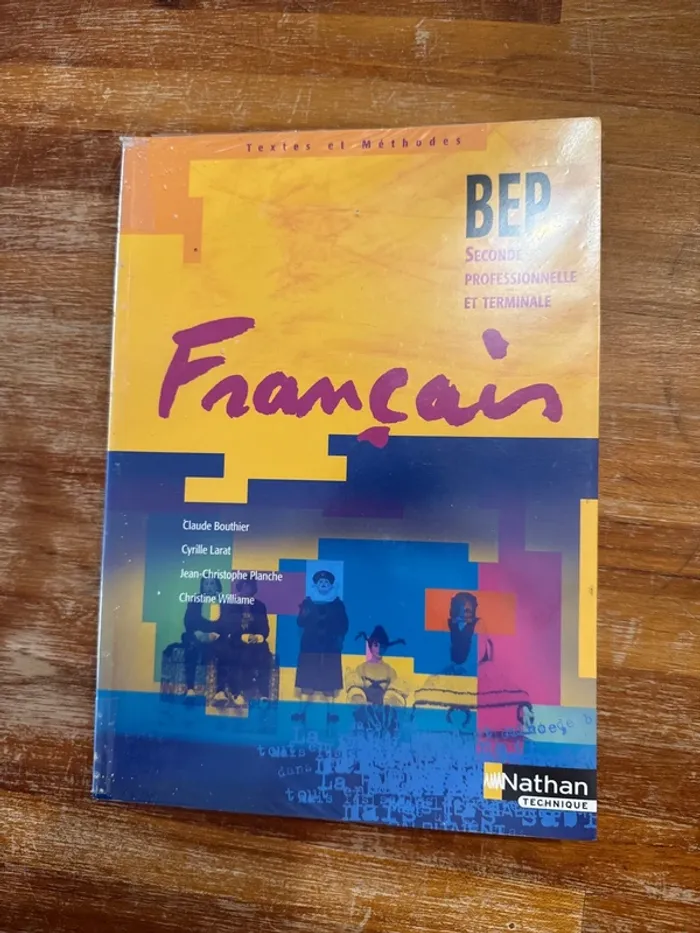 Textes et Méthodes
BEP
SECONDE
PROFESSIONNELLE
ET TERMINALE
Français
Claude Bouthier
Cyrille Larat
Jean-Christophe Planche
Christine Williame
Nathan
TECHNIQUE